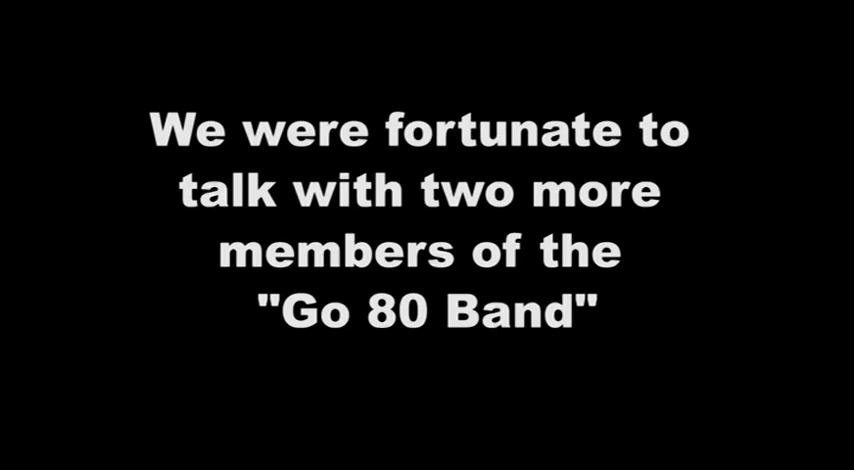 We were fortunate to
talk with two more
members of the
"Go 80 Band"